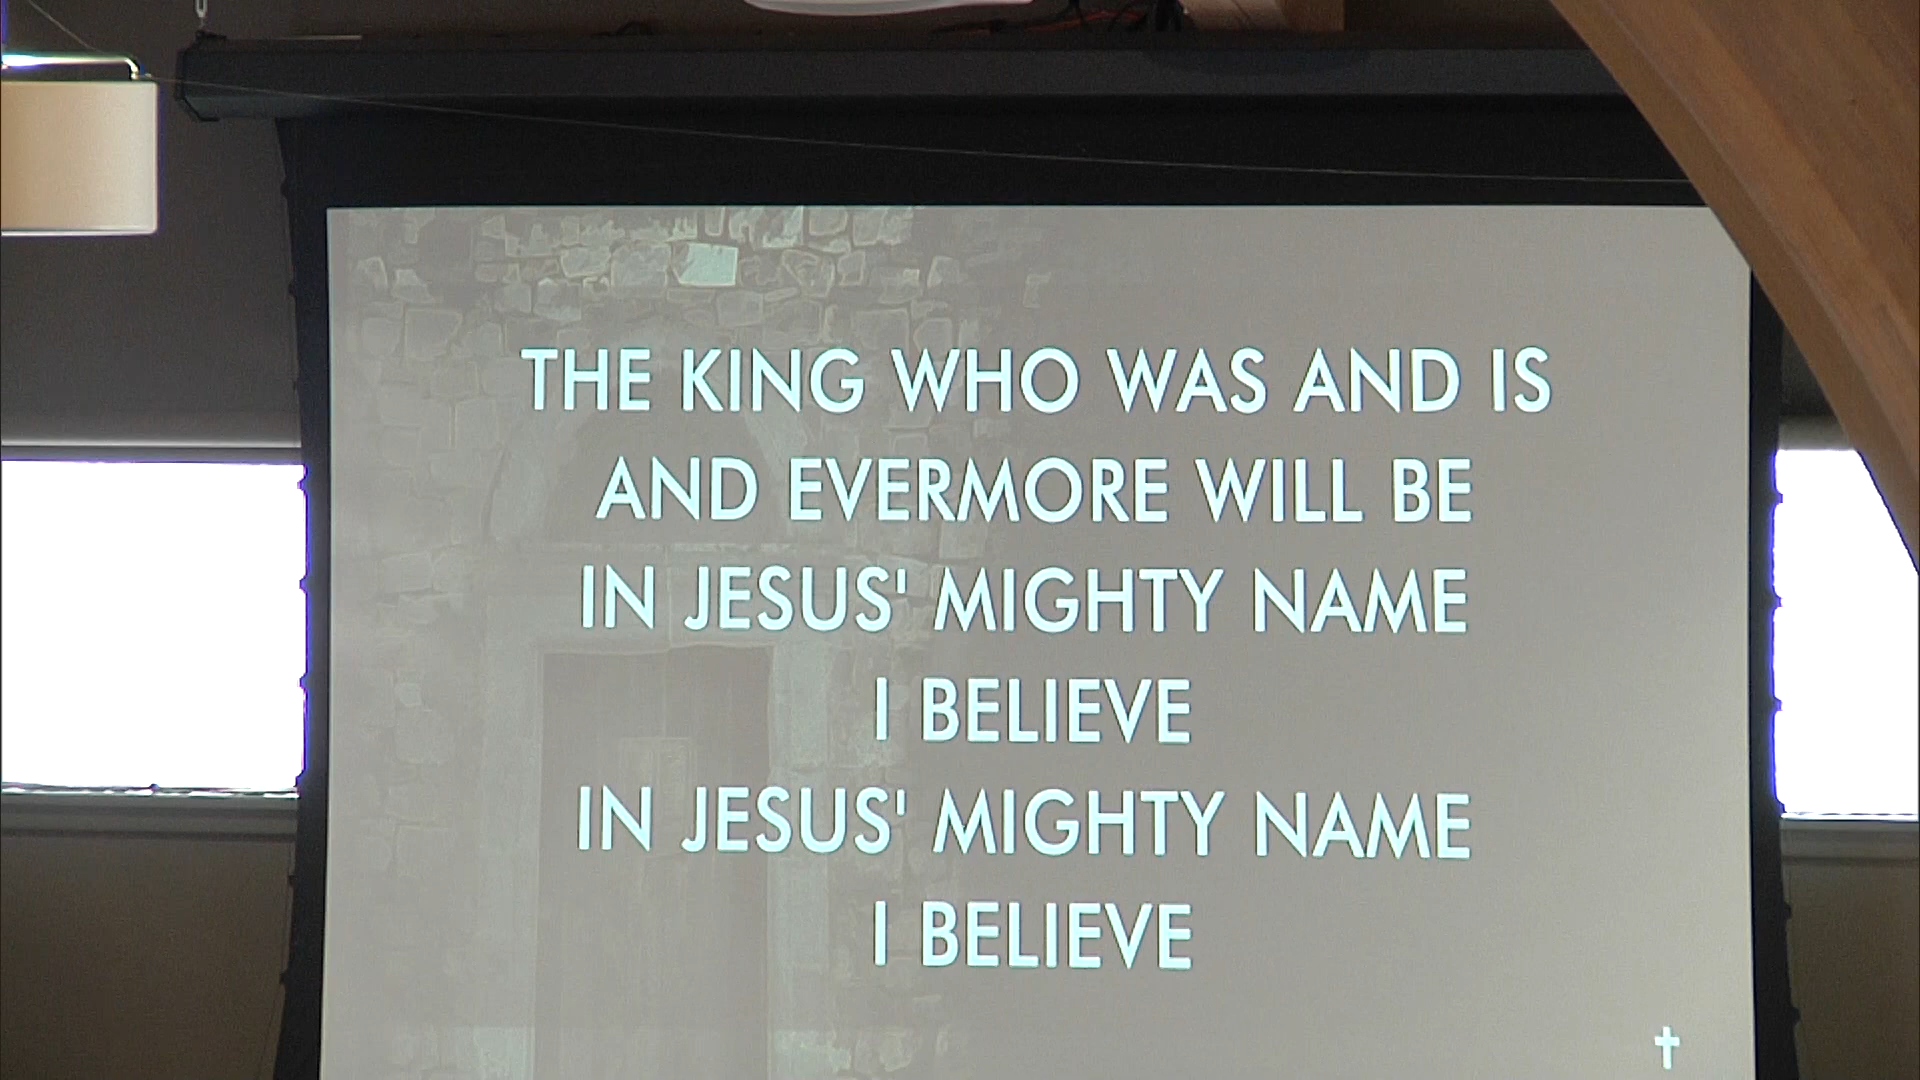 THE KING WHO WAS AND IS
AND EVERMORE WILL BE
IN JESUS' MIGHTY NAME
I BELIEVE
IN JESUS' MIGHTY NAME
I BELIEVE